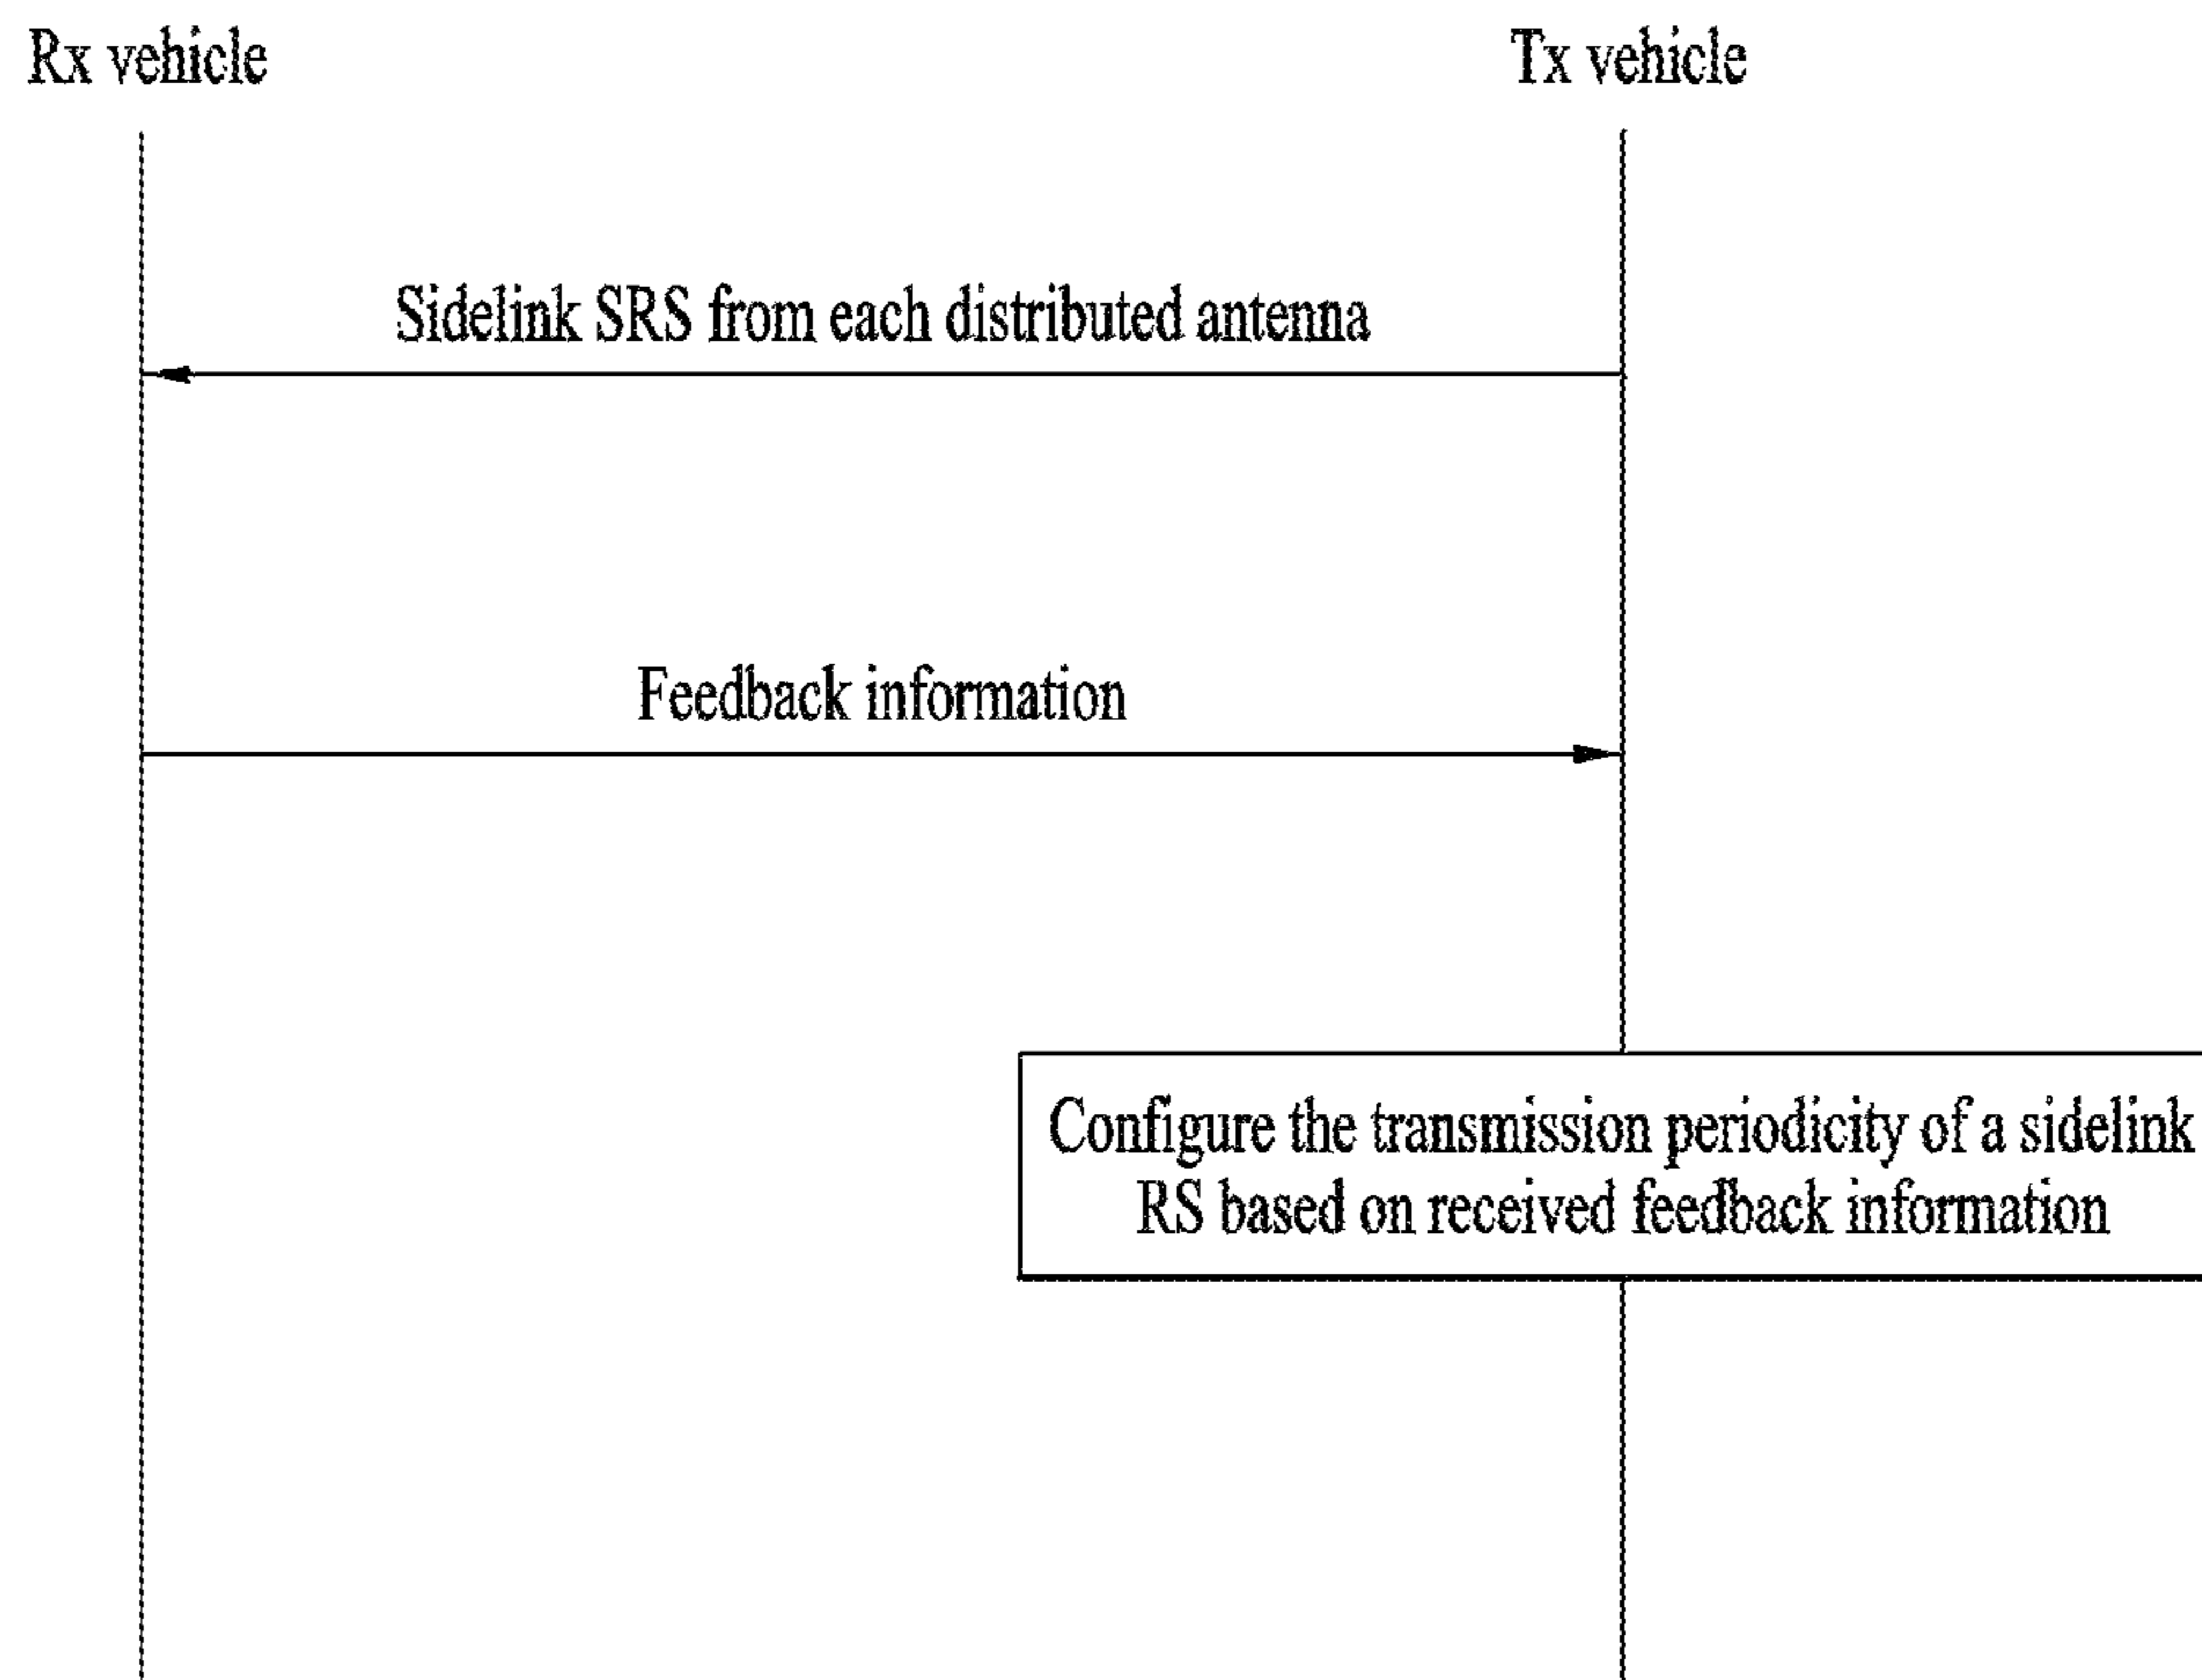 Rx vehicle
Tx vehicle
Sidelink SRS from each distributed antenna
Feedback information
Configure the transmission periodicity of a sidelink
RS based on received feedback information